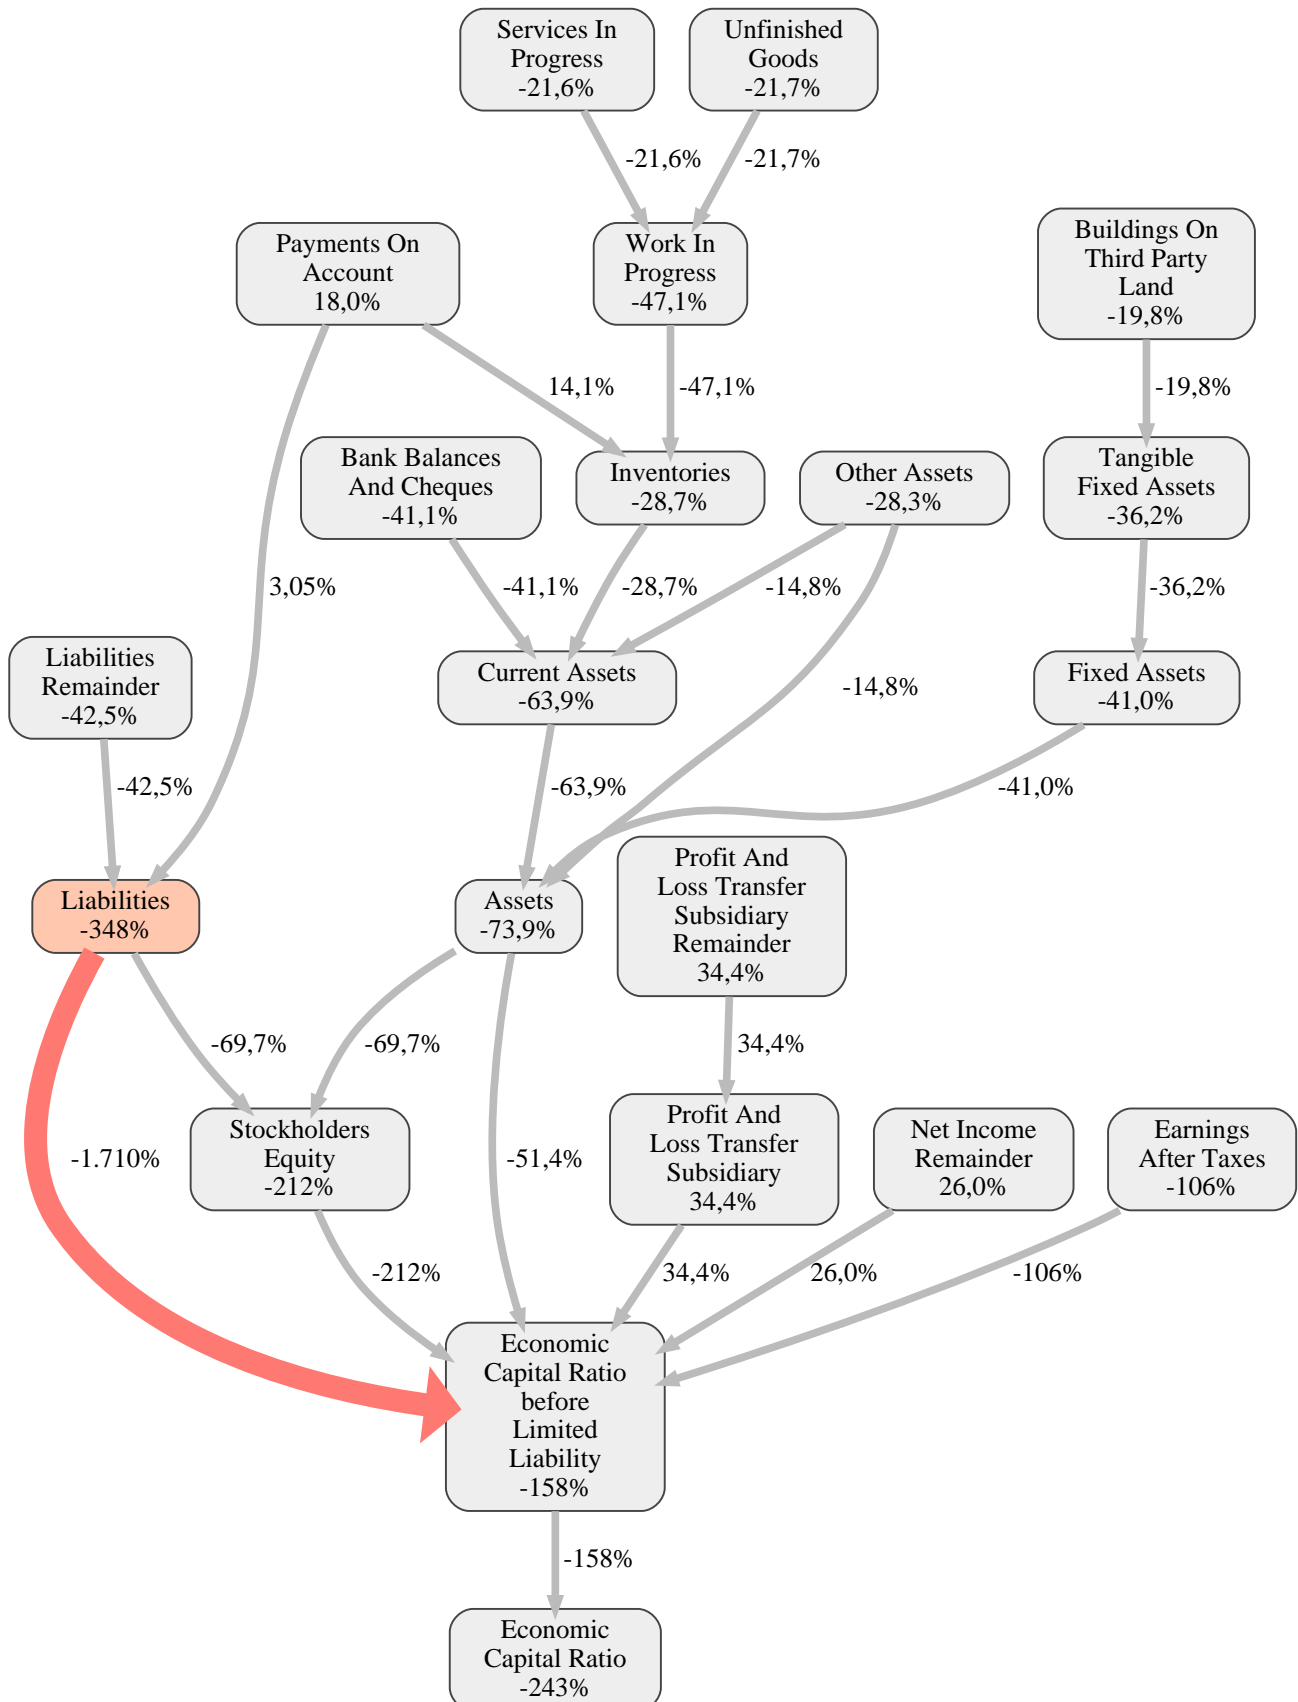 Services In
Progress
-21,6%
Unfinished
Goods
-21,7%
-21,6%
-21,7%
Payments On
Account
18,0%
Work In
Progress
-47,1%
Buildings On
Third Party
Land
-19,8%
14,1%
-47,1%
-19,8%
Bank Balances
And Cheques
-41,1%
Inventories
-28,7%
Other Assets
-28,3%
Tangible
Fixed Assets
-36,2%
3,05%
-41,1%
-28,7%
-14,8%
-36,2%
Liabilities
Remainder
-42,5%
Current Assets
-63,9%
-14,8%
Fixed Assets
-41,0%
-42,5%
-63,9%
-41,0%
Liabilities
-348%
Assets
-73,9%
Profit And
Loss Transfer
Subsidiary
Remainder
34,4%
-69,7%
-69,7%
34,4%
-1.710%
Stockholders
Equity
-212%
-51,4%
Profit And
Loss Transfer
Subsidiary
34,4%
Net Income
Remainder
26,0%
Earnings
After Taxes
-106%
-212%
34,4%
26,0%
-106%
Economic
Capital Ratio
before
Limited
Liability
-158%
-158%
Economic
Capital Ratio
-243%